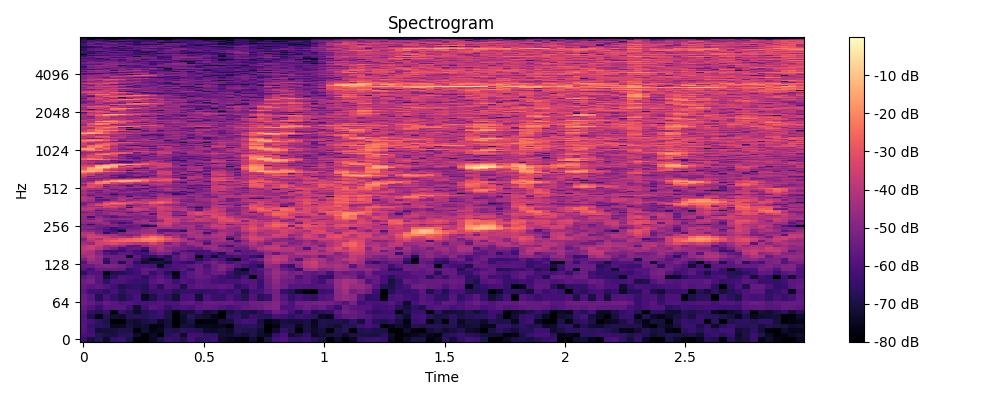 Spectrogram
Hz
4096
2048
1024
512
256
128
64
0
0
0.5
1
1.5
2
2.5
Time
-10 dB
-20 dB
-30 dB
-40 dB
-50 dB
-60 dB
-70 dB
-80 dB